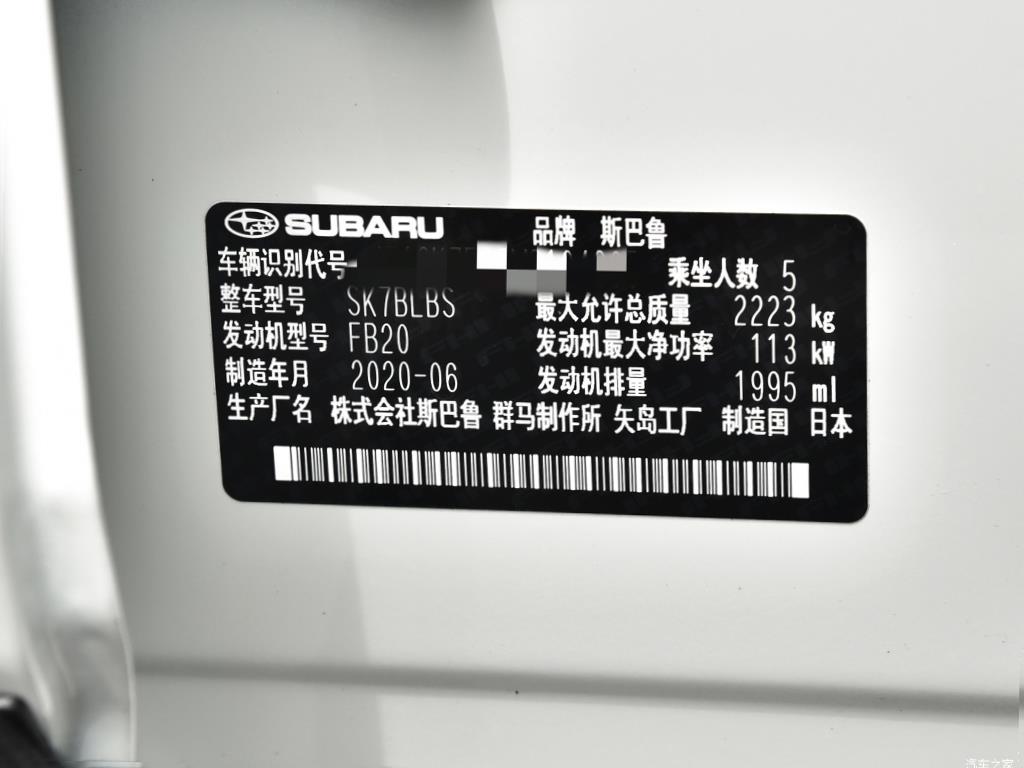 SUBARU 品牌 斯巴鲁
车辆识别代号 乘坐人数 5
整车型号 SK7BLBS 最大允许总质量 2223 kg
发动机型号 FB20 发动机最大净功率 113 kW
制造年月 2020-06 发动机排量 1995 ml
生产厂名 株式会社斯巴鲁 群马制作所 矢岛工厂 制造国 日本
汽车之家